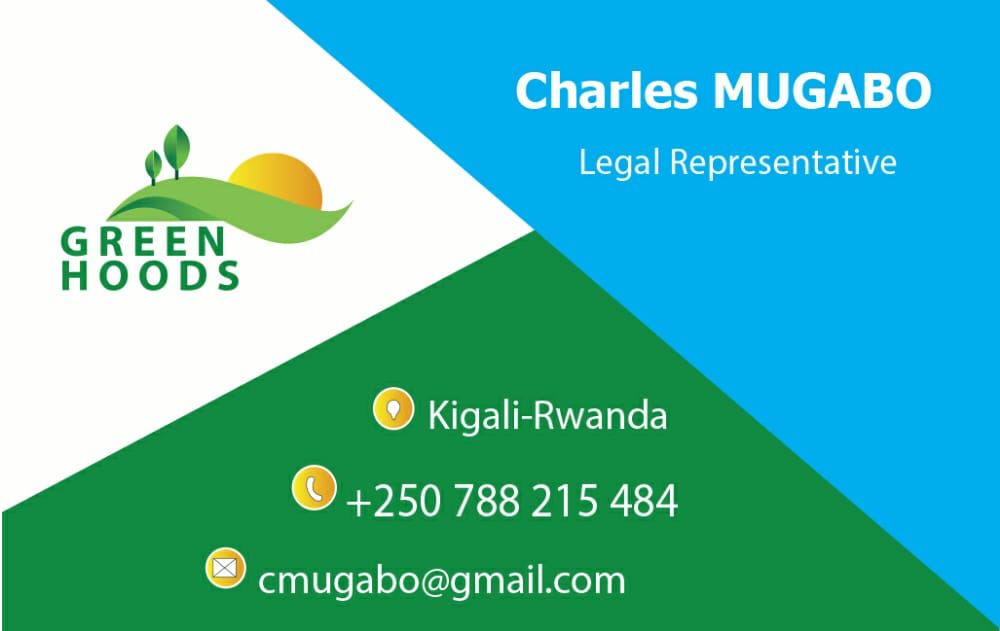 Charles MUGABO
Legal Representative
GREEN
HOODS
Kigali-Rwanda
+250 788 215 484
cmugabo@gmail.com